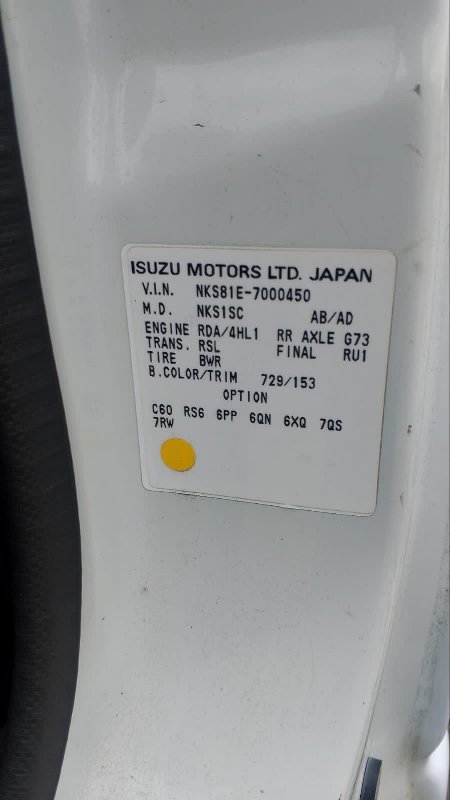 ISUZU MOTORS LTD. JAPAN
V.I.N. NKS81E-7000450
M.D. NKS1SC AB/AD
ENGINE RDA/4HL1 RR AXLE G73
TRANS. RSL FINAL RU1
TIRE BWR
B.COLOR/TRIM 729/153
OPTION
C60 RS6 6PP 6QN 6XQ 7QS
7RW